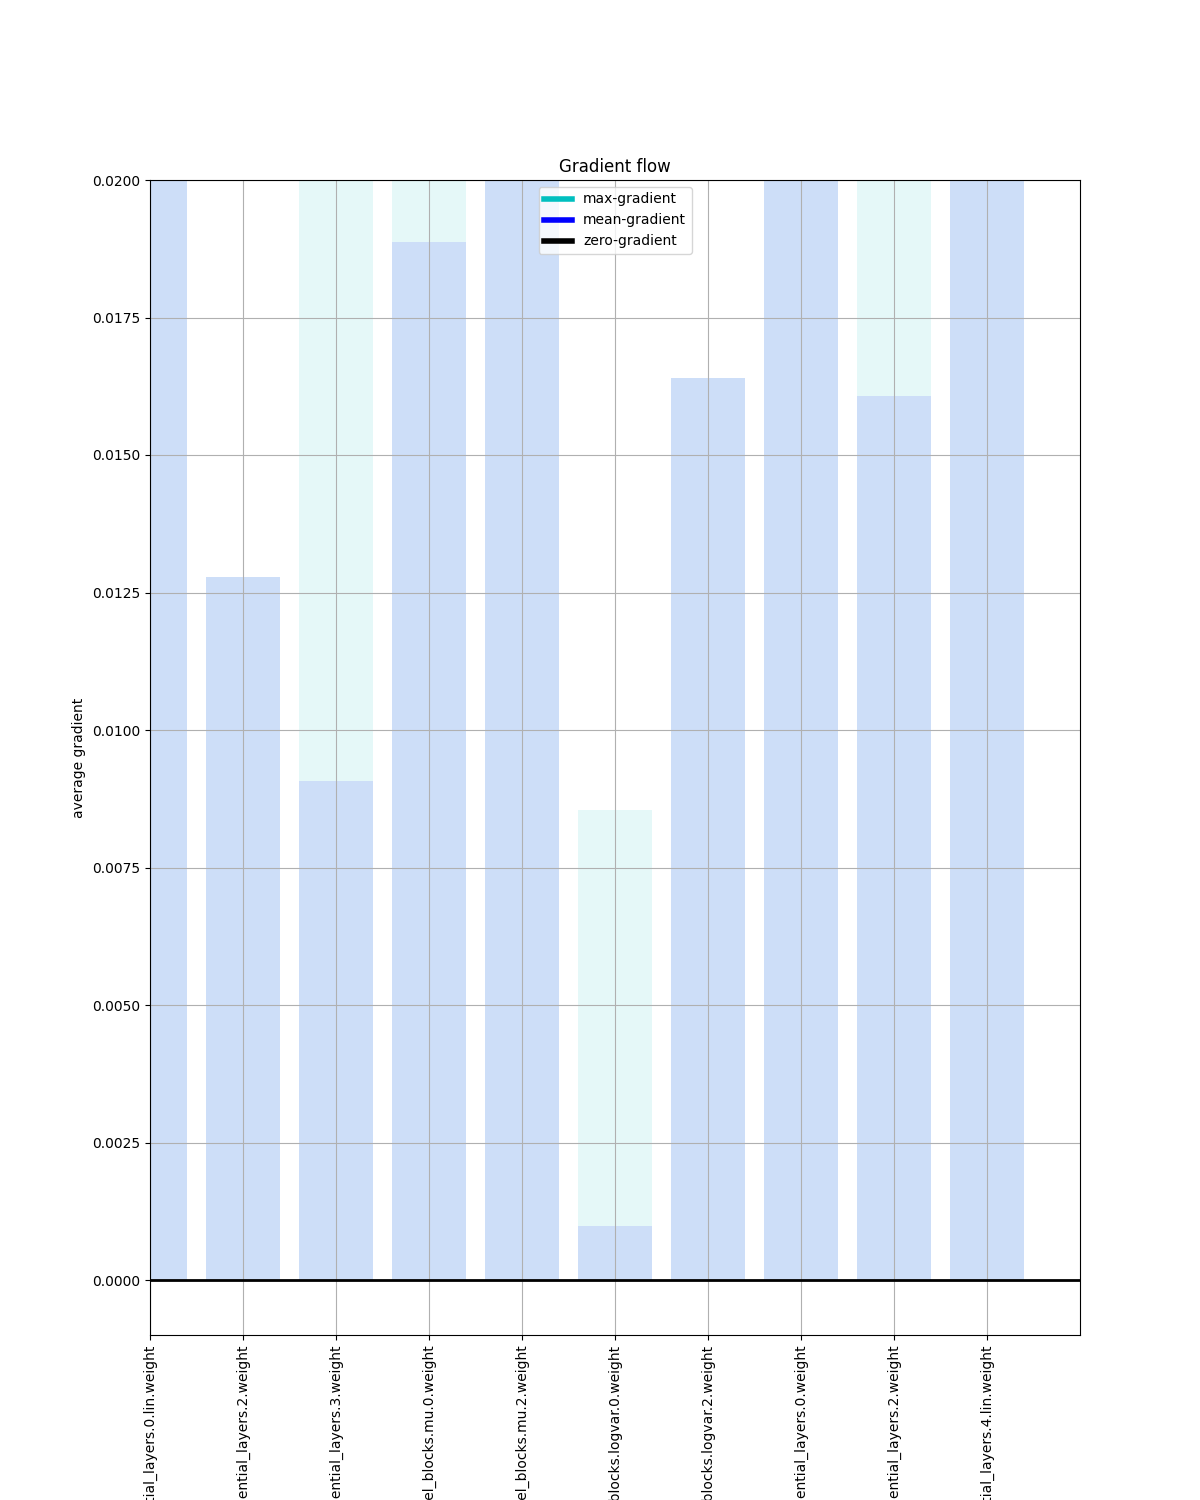 Gradient flow
max-gradient
mean-gradient
zero-gradient
0.0200
0.0175
0.0150
0.0125
0.0100
0.0075
0.0050
0.0025
0.0000
average gradient
tial_layers.0.lin.weight
ential_layers.2.weight
ential_layers.3.weight
el_blocks.mu.0.weight
el_blocks.mu.2.weight
blocks.logvar.0.weight
blocks.logvar.2.weight
ential_layers.0.weight
ential_layers.2.weight
tial_layers.4.lin.weight